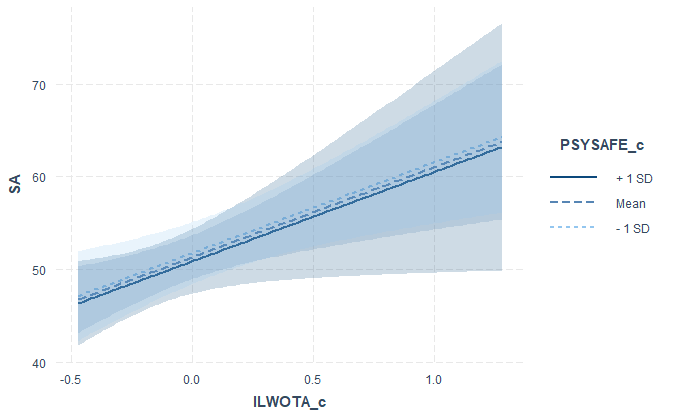 70
60
50
40
SA
-0.5 0.0 0.5 1.0
ILWOTA_c
PSYSAFE_c
+ 1 SD
Mean
- 1 SD